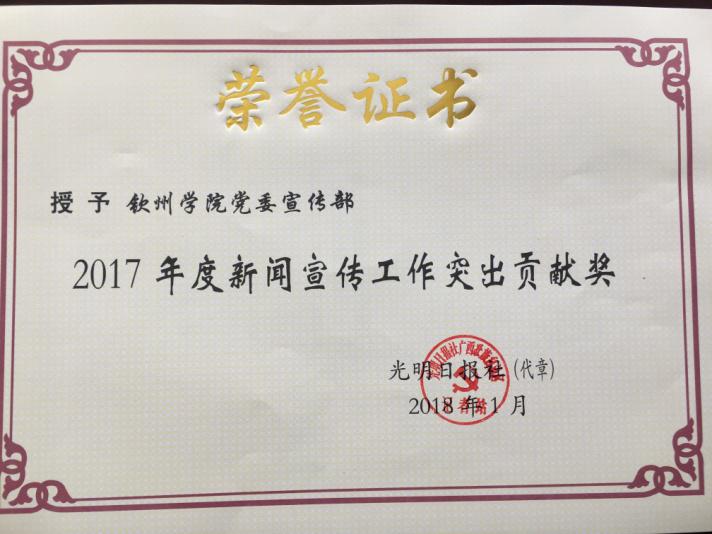 荣誉证书
授予 钦州学院党委宣传部
2017 年度新闻宣传工作突出贡献奖
光明日报社(代章)
2018 年 1 月